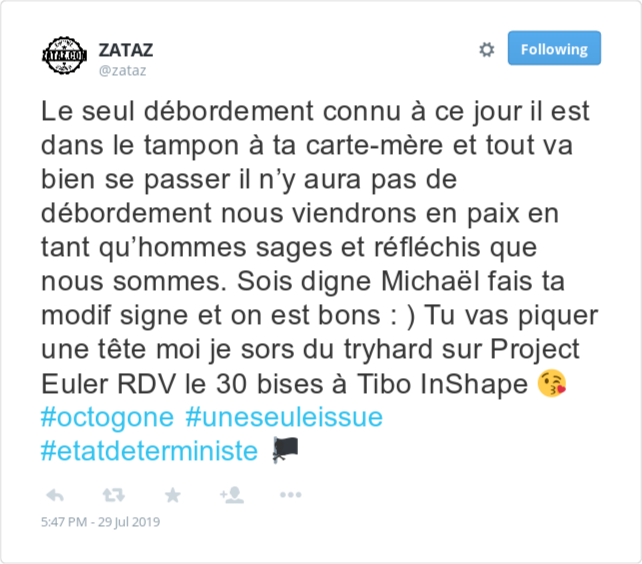 ZATAZ
@zataz
Following
ZATAZ.COM
Le seul débordement connu à ce jour il est
dans le tampon à ta carte-mère et tout va
bien se passer il n’y aura pas de
débordement nous viendrons en paix en
tant qu’hommes sages et réfléchis que
nous sommes. Sois digne Michaël fais ta
modif signe et on est bons : ) Tu vas piquer
une tête moi je sors du tryhard sur Project
Euler RDV le 30 bises à Tibo InShape 😘
#octogone #uneseuleissue
#etatdeterministe 🏴
5:47 PM - 29 Jul 2019